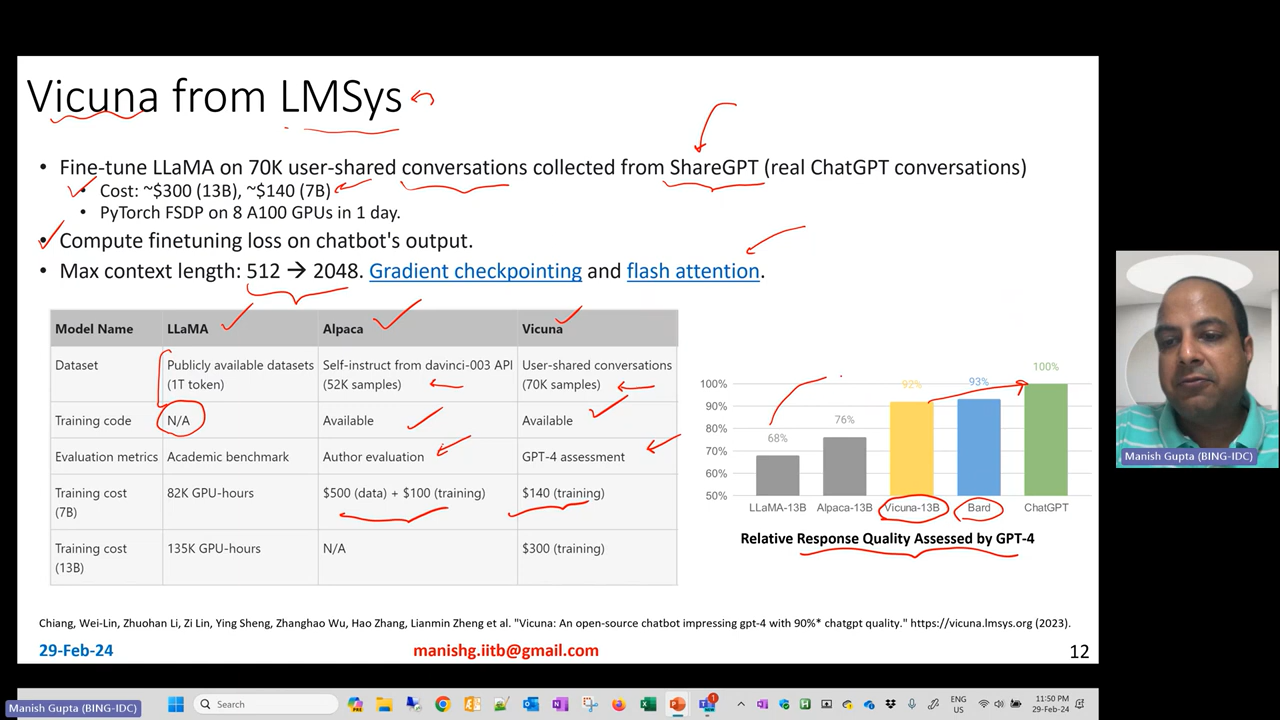 Vicuna from LMSys
• Fine-tune LLaMA on 70K user-shared conversations collected from ShareGPT (real ChatGPT conversations)
• Cost: ~$300 (13B), ~$140 (7B)
• PyTorch FSDP on 8 A100 GPUs in 1 day.
• Compute finetuning loss on chatbot's output.
• Max context length: 512 → 2048. Gradient checkpointing and flash attention.
Model Name LLaMA Alpaca Vicuna
Dataset Publicly available datasets Self-instruct from davinci-003 API User-shared conversations
(1T token) (52K samples) (70K samples)
Training code N/A Available Available
Evaluation metrics Academic benchmark Author evaluation GPT-4 assessment
Training cost 82K GPU-hours $500 (data) + $100 (training) $140 (training)
(7B)
Training cost 135K GPU-hours N/A $300 (training)
(13B)
100%
90%
80%
70%
60%
50%
68% 76% 92% 93% 100%
LLaMA-13B Alpaca-13B Vicuna-13B Bard ChatGPT
Relative Response Quality Assessed by GPT-4
Chiang, Wei-Lin, Zhuohan Li, Zi Lin, Ying Sheng, Zhanghao Wu, Hao Zhang, Lianmin Zheng et al. "Vicuna: An open-source chatbot impressing gpt-4 with 90%* chatgpt quality." https://vicuna.lmsys.org (2023).
29-Feb-24 manishg.iitb@gmail.com 12
Manish Gupta (BING-IDC)
Manish Gupta (BING-IDC)
Search
1
ENG
US
11:50 PM
29-Feb-24